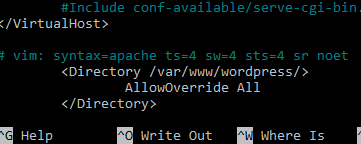 #Include conf-available/serve-cgi-bin.
</VirtualHost>
# vim: syntax=apache ts=4 sw=4 sts=4 sr noet
<Directory /var/www/wordpress/>
AllowOverride All
</Directory>
^G Help ^O Write Out ^W Where Is